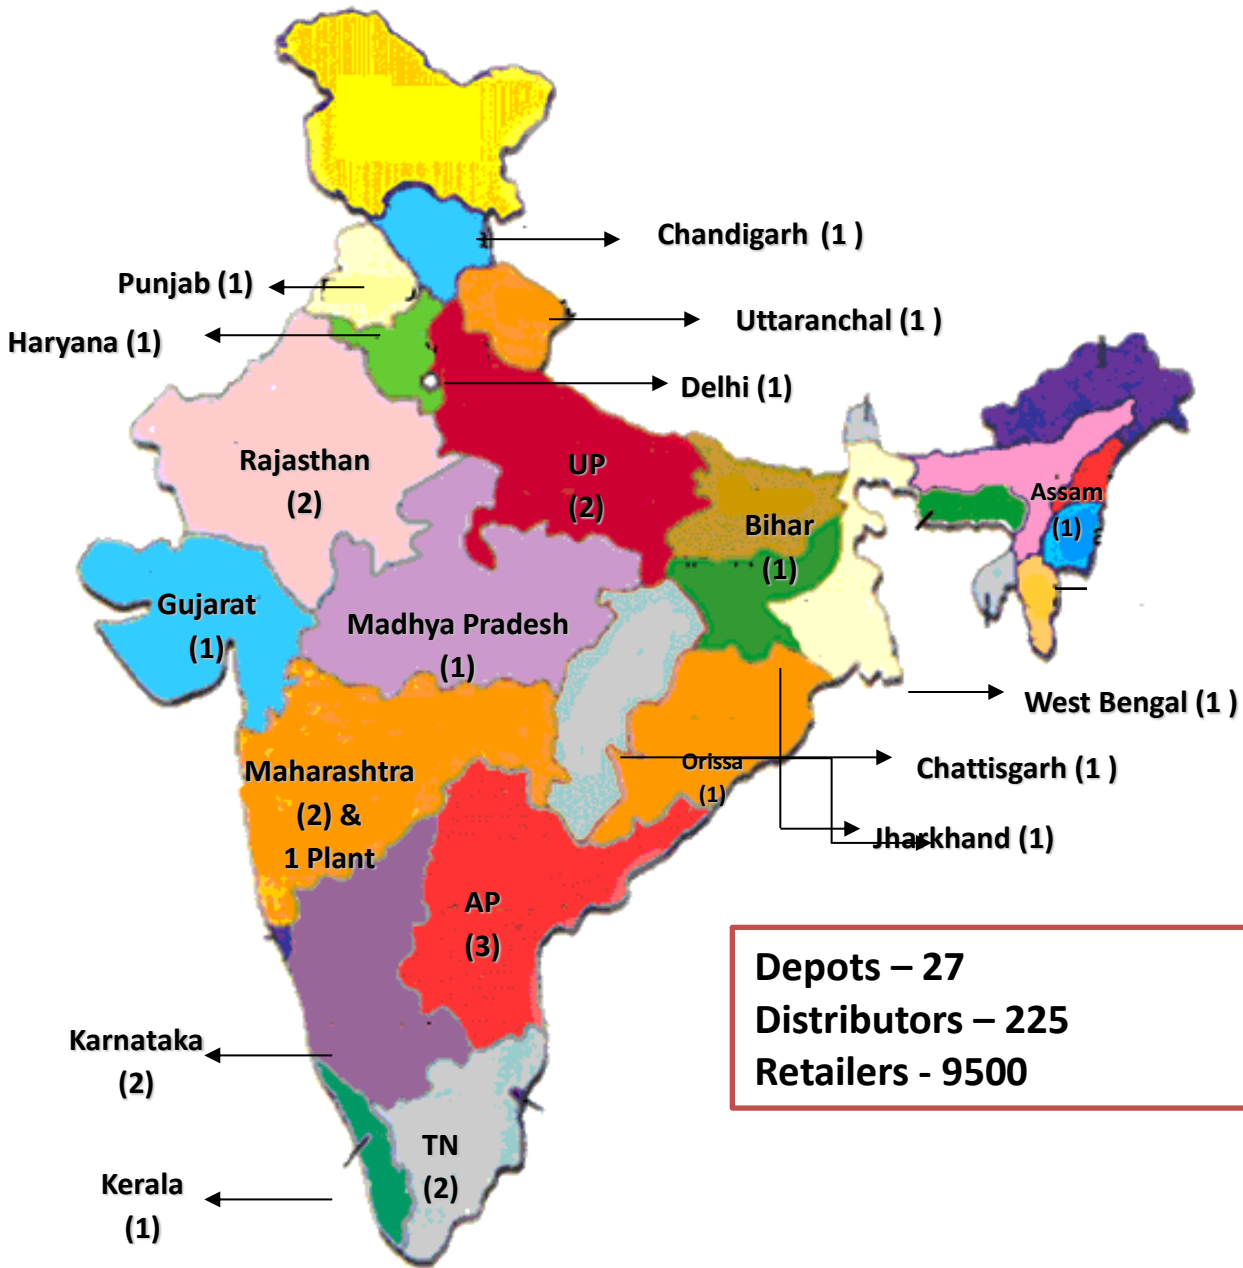 Chandigarh (1 )
Punjab (1)
Uttaranchal (1 )
Haryana (1)
Delhi (1)
Rajasthan
(2)
UP
(2)
Bihar
(1)
Assam
(1)
Gujarat
(1)
Madhya Pradesh
(1)
West Bengal (1 )
Maharashtra
(2) &
1 Plant
Orissa
(1)
Chattisgarh (1 )
Jharkhand (1)
AP
(3)
Depots – 27
Distributors – 225
Retailers - 9500
Karnataka
(2)
TN
(2)
Kerala
(1)